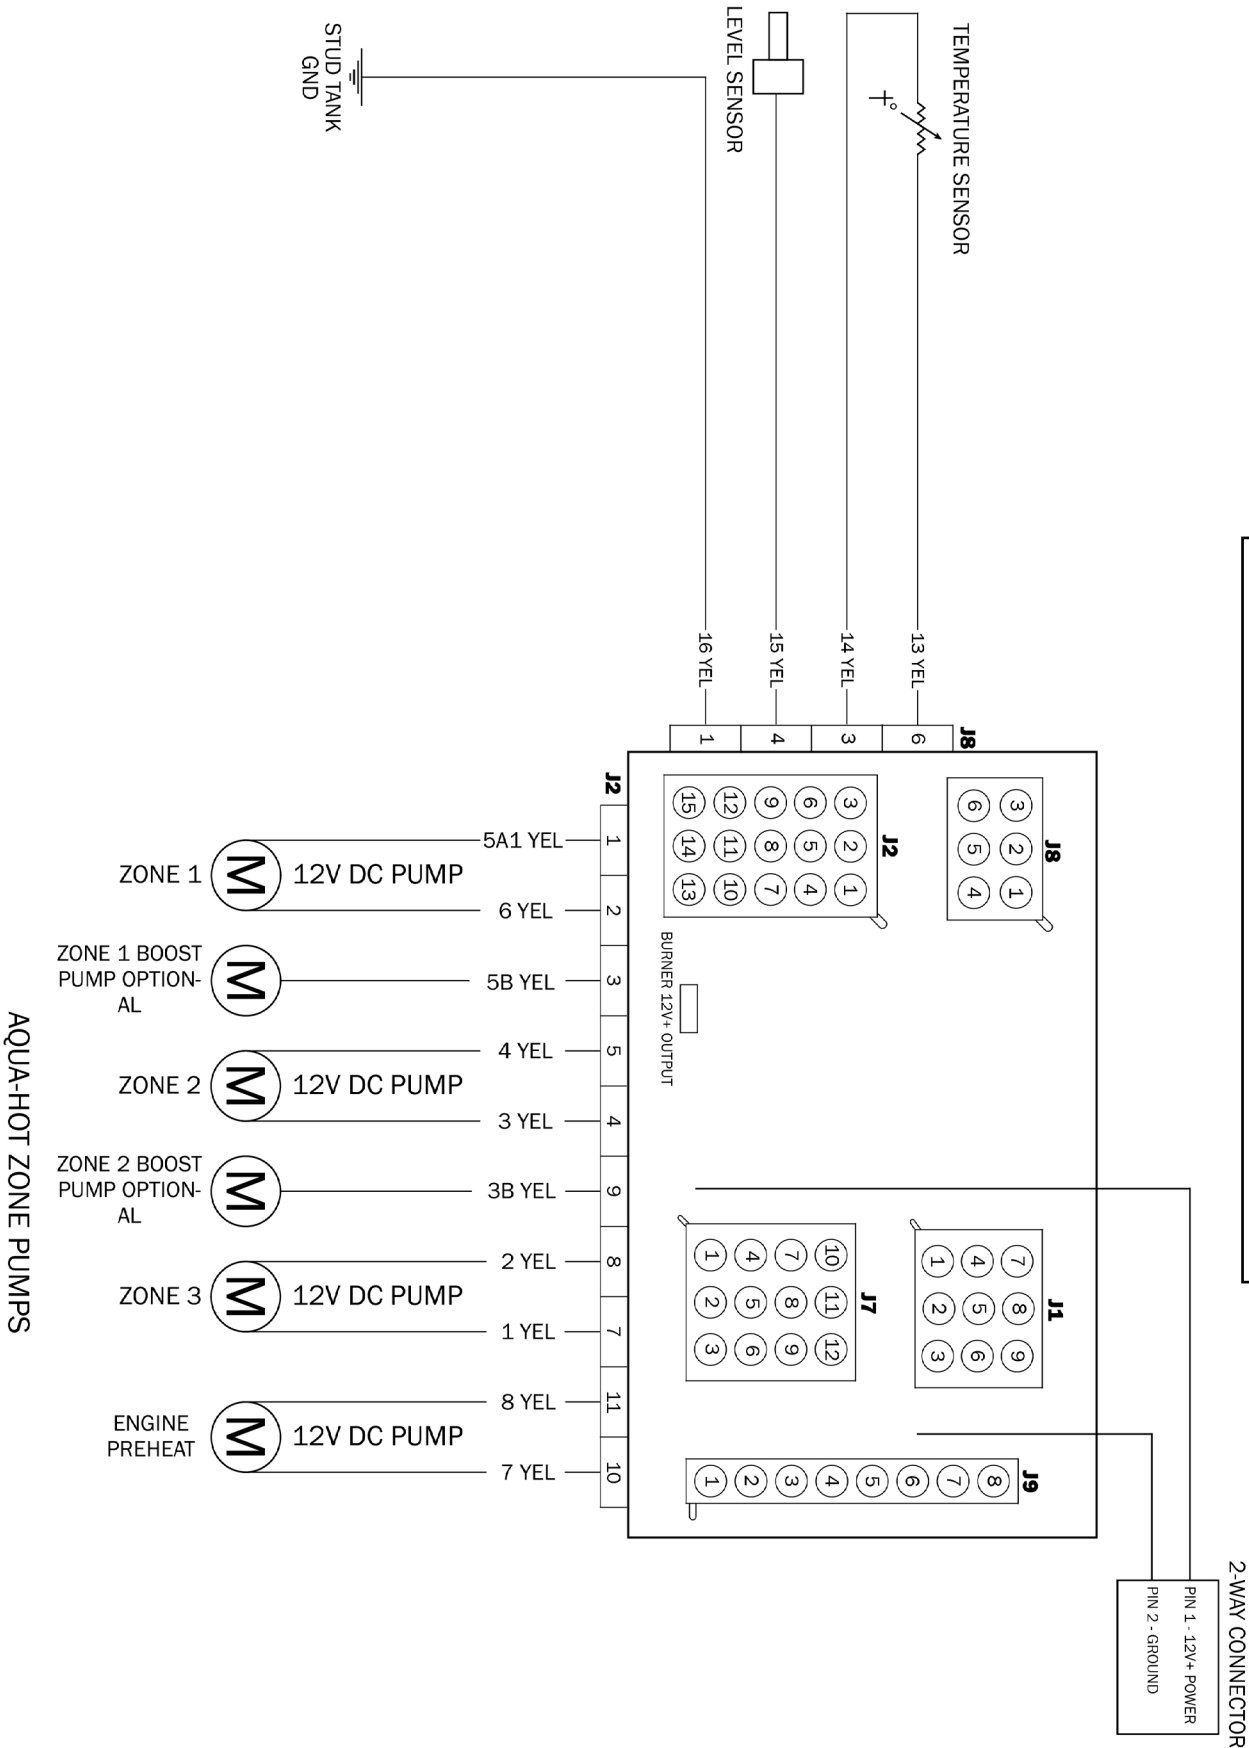 TEMPERATURE SENSOR
T°
LEVEL SENSOR
STUD TANK
GND
13 YEL
14 YEL
15 YEL
16 YEL
J8
6
3
4
1
J8
3 2 1
6 5 4
J2
3 2 1
6 5 4
9 8 7
12 11 10
15 14 13
BURNER 12V+ OUTPUT
J1
7 8 9
4 5 6
1 2 3
J7
10 11 12
7 8 9
4 5 6
1 2 3
J9
8
7
6
5
4
3
2
1
2-WAY CONNECTOR
PIN 1 - 12V+ POWER
PIN 2 - GROUND
J2
1
2
3
5
4
9
8
7
11
10
5A1 YEL
6 YEL
5B YEL
4 YEL
3 YEL
3B YEL
2 YEL
1 YEL
8 YEL
7 YEL
ZONE 1
M
12V DC PUMP
ZONE 1 BOOST
PUMP OPTION-
AL
M
ZONE 2
M
12V DC PUMP
ZONE 2 BOOST
PUMP OPTION-
AL
M
ZONE 3
M
12V DC PUMP
ENGINE
PREHEAT
M
12V DC PUMP
AQUA-HOT ZONE PUMPS